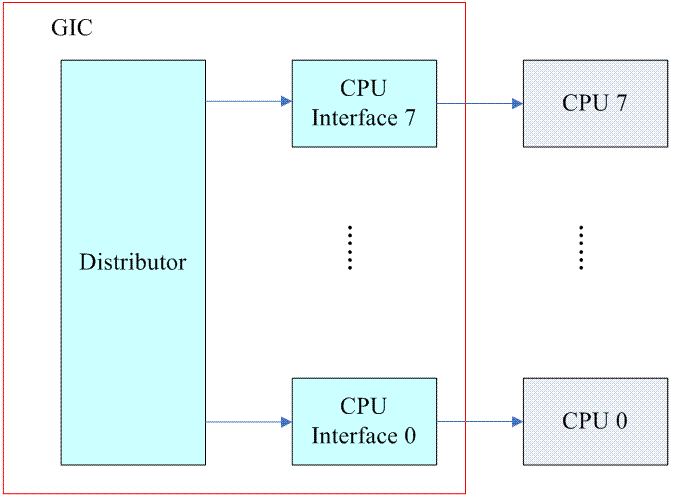 GIC
CPU
Interface 7
CPU 7
Distributor
CPU
Interface 0
CPU 0